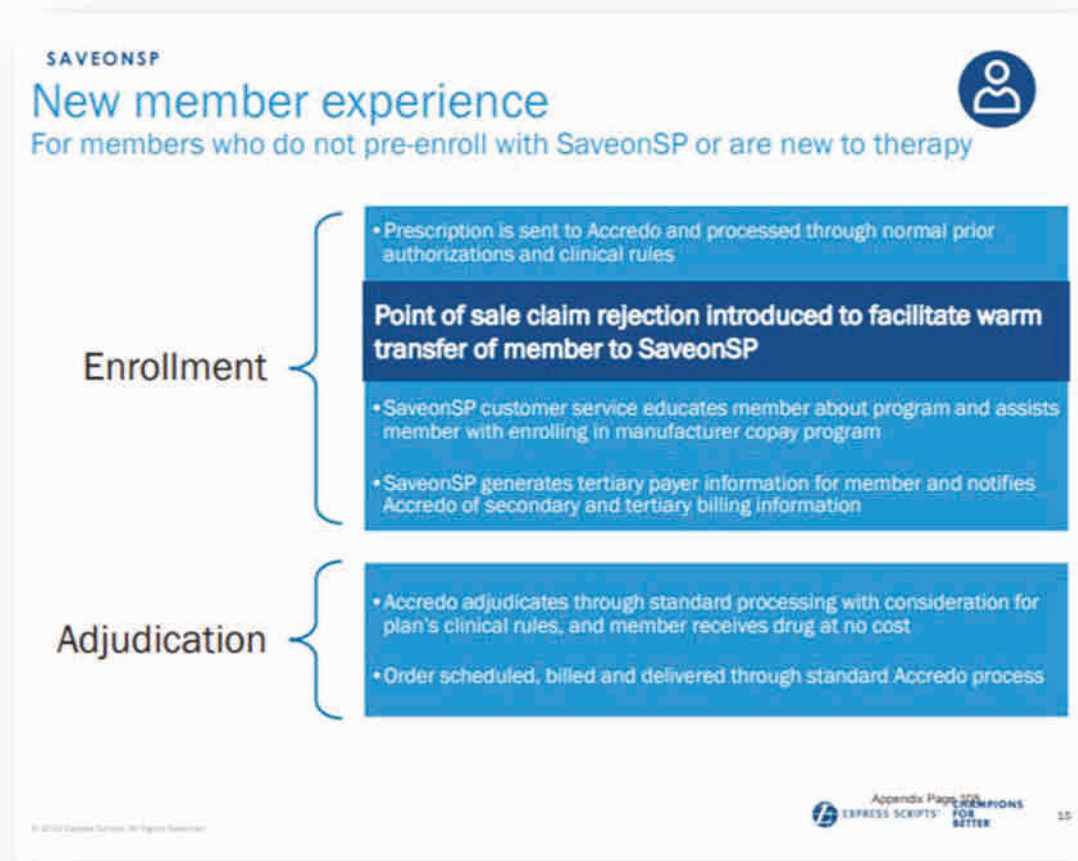 SAVEONSP
New member experience
For members who do not pre-enroll with SaveonSP or are new to therapy
Enrollment
•Prescription is sent to Accredo and processed through normal prior
authorizations and clinical rules
Point of sale claim rejection introduced to facilitate warm
transfer of member to SaveonSP
•SaveonSP customer service educates member about program and assists
member with enrolling in manufacturer copay program
•SaveonSP generates tertiary payer information for member and notifies
Accredo of secondary and tertiary billing information
Adjudication
•Accredo adjudicates through standard processing with consideration for
plan's clinical rules, and member receives drug at no cost
•Order scheduled, billed and delivered through standard Accredo process
Appendix Page
EXPRESS SCRIPTS
CHAMPIONS
FOR
BETTER
15